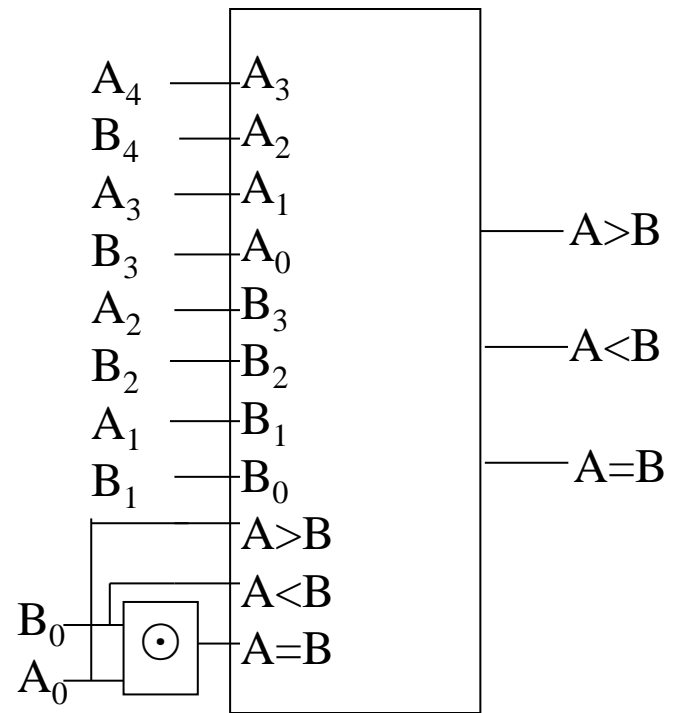 A₄ A₃
B₄ A₂
A₃ A₁
B₃ A₀
A₂ B₃
B₂ B₂
A₁ B₁
B₁ B₀
A>B
A<B
B₀
⊙ A=B
A₀
A>B
A<B
A=B